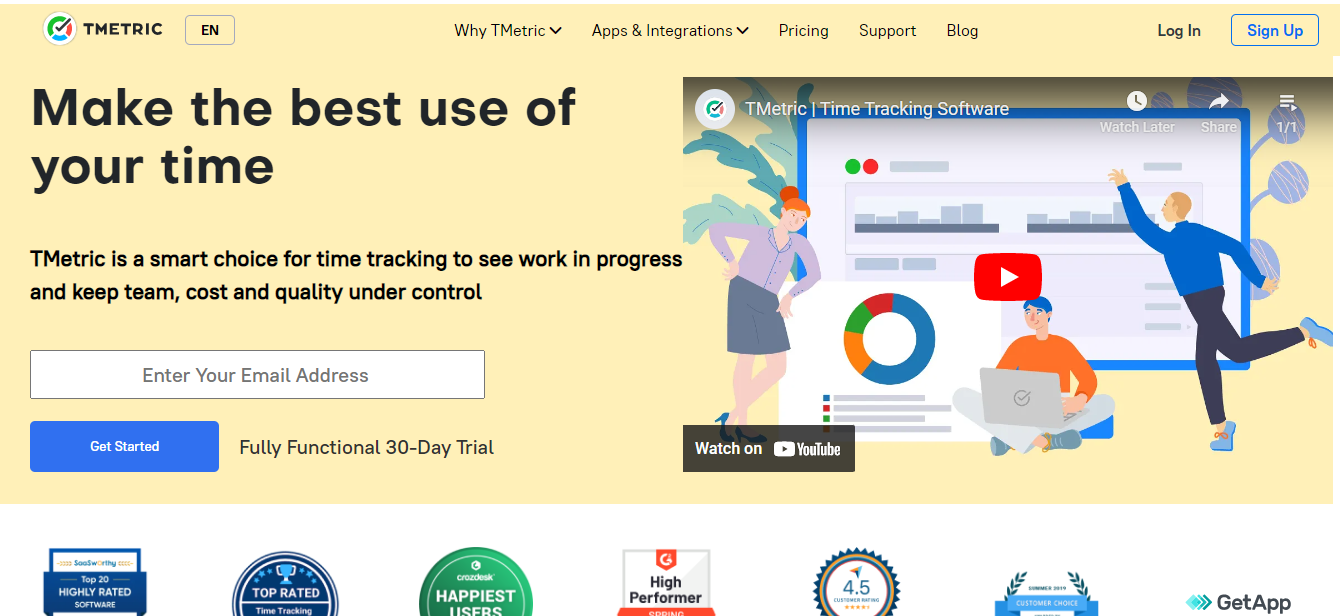 TMETRIC
EN
Why TMetric
Apps & Integrations
Pricing
Support
Blog
Log In
Sign Up
Make the best use of
your time
TMetric is a smart choice for time tracking to see work in progress
and keep team, cost and quality under control
Enter Your Email Address
Get Started
Fully Functional 30-Day Trial
TMetric | Time Tracking Software
Watch Later
Share
1/1
Watch on YouTube
SaaSworthy
Top 20
HIGHLY RATED
SOFTWARE
TOP RATED
Time Tracking
crozdesk
HAPPIEST
USERS
G
High
Performer
SPRING
4.5
CUSTOMER RATING
SUMMER 2019
CUSTOMER CHOICE
GetApp